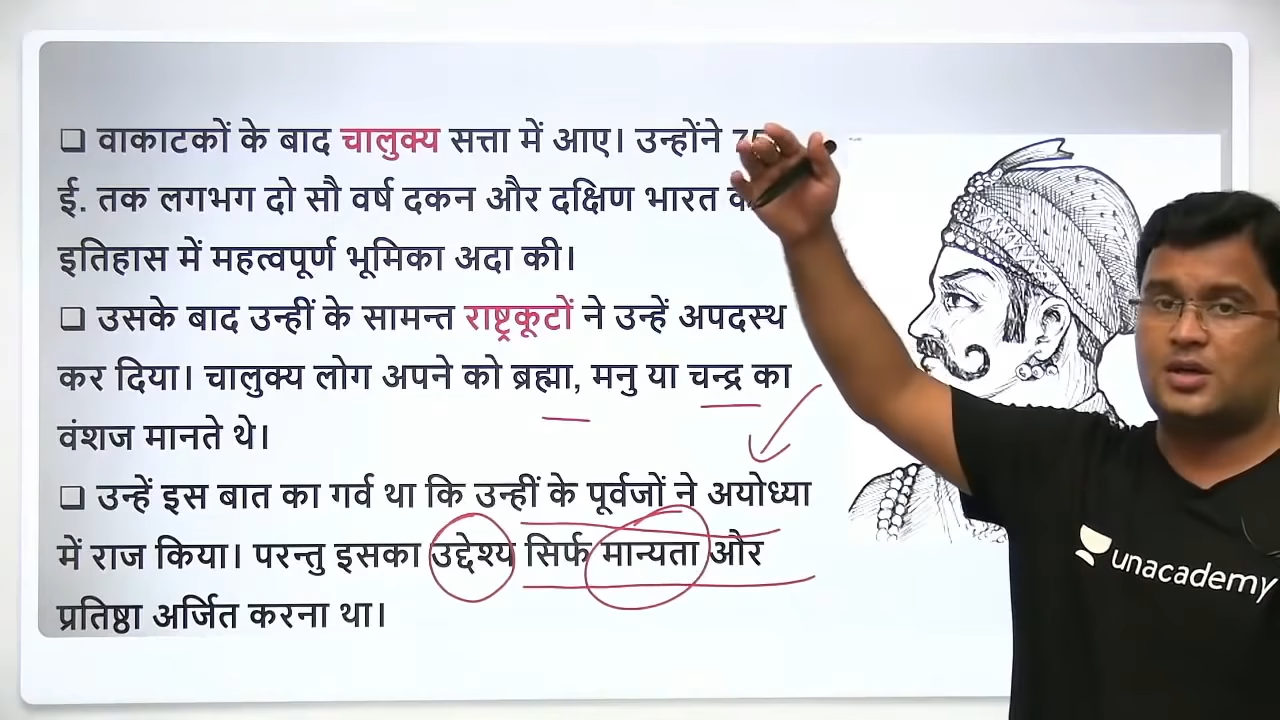 ❑ वाकाटकों के बाद चालुक्य सत्ता में आए। उन्होंने
ई. तक लगभग दो सौ वर्ष दकन और दक्षिण भारत
इतिहास में महत्वपूर्ण भूमिका अदा की।
❑ उसके बाद उन्हीं के सामन्त राष्ट्रकूटों ने उन्हें अपदस्थ
कर दिया। चालुक्य लोग अपने को ब्रह्मा, मनु या चन्द्र का
वंशज मानते थे।
❑ उन्हें इस बात का गर्व था कि उन्हीं के पूर्वजों ने अयोध्या
में राज किया। परन्तु इसका उद्देश्य सिर्फ मान्यता और
प्रतिष्ठा अर्जित करना था।
unacademy